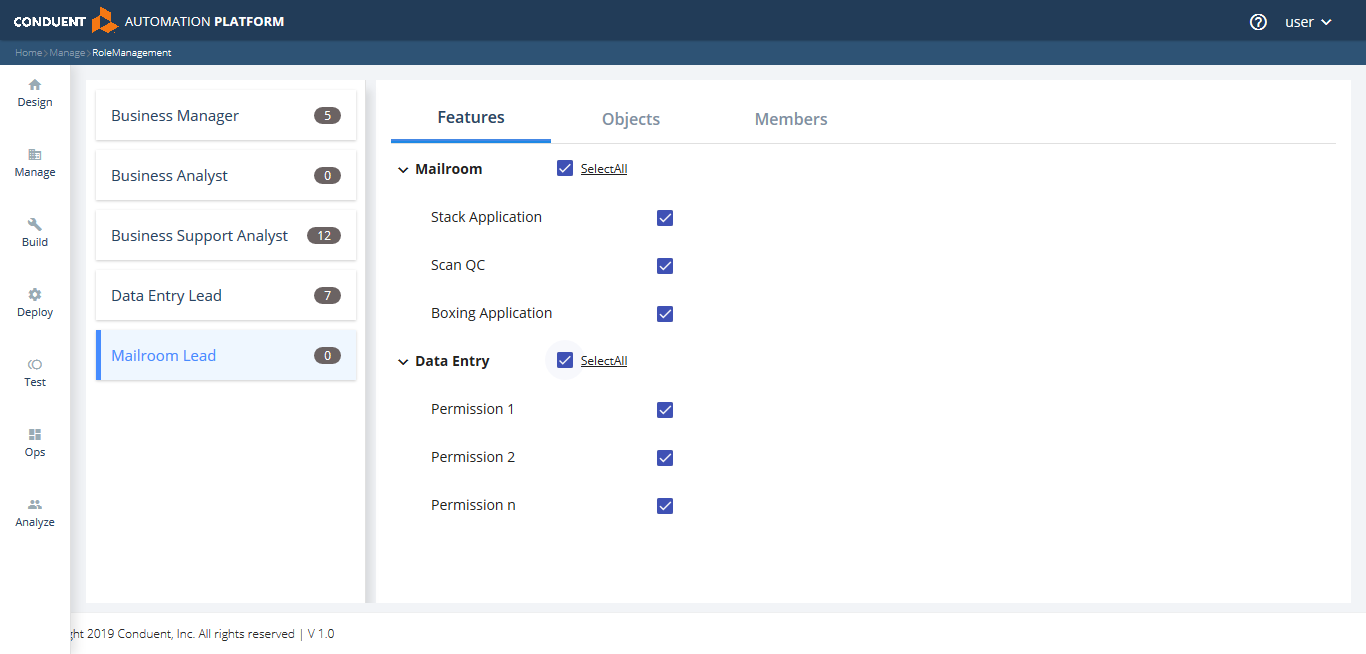 CONDUENT AUTOMATION PLATFORM
user
Home › Manage › RoleManagement
Design
Manage
Build
Deploy
Test
Ops
Analyze
Business Manager 5
Business Analyst 0
Business Support Analyst 12
Data Entry Lead 7
Mailroom Lead 0
Features Objects Members
Mailroom SelectAll
Stack Application
Scan QC
Boxing Application
Data Entry SelectAll
Permission 1
Permission 2
Permission n
ght 2019 Conduent, Inc. All rights reserved | V 1.0